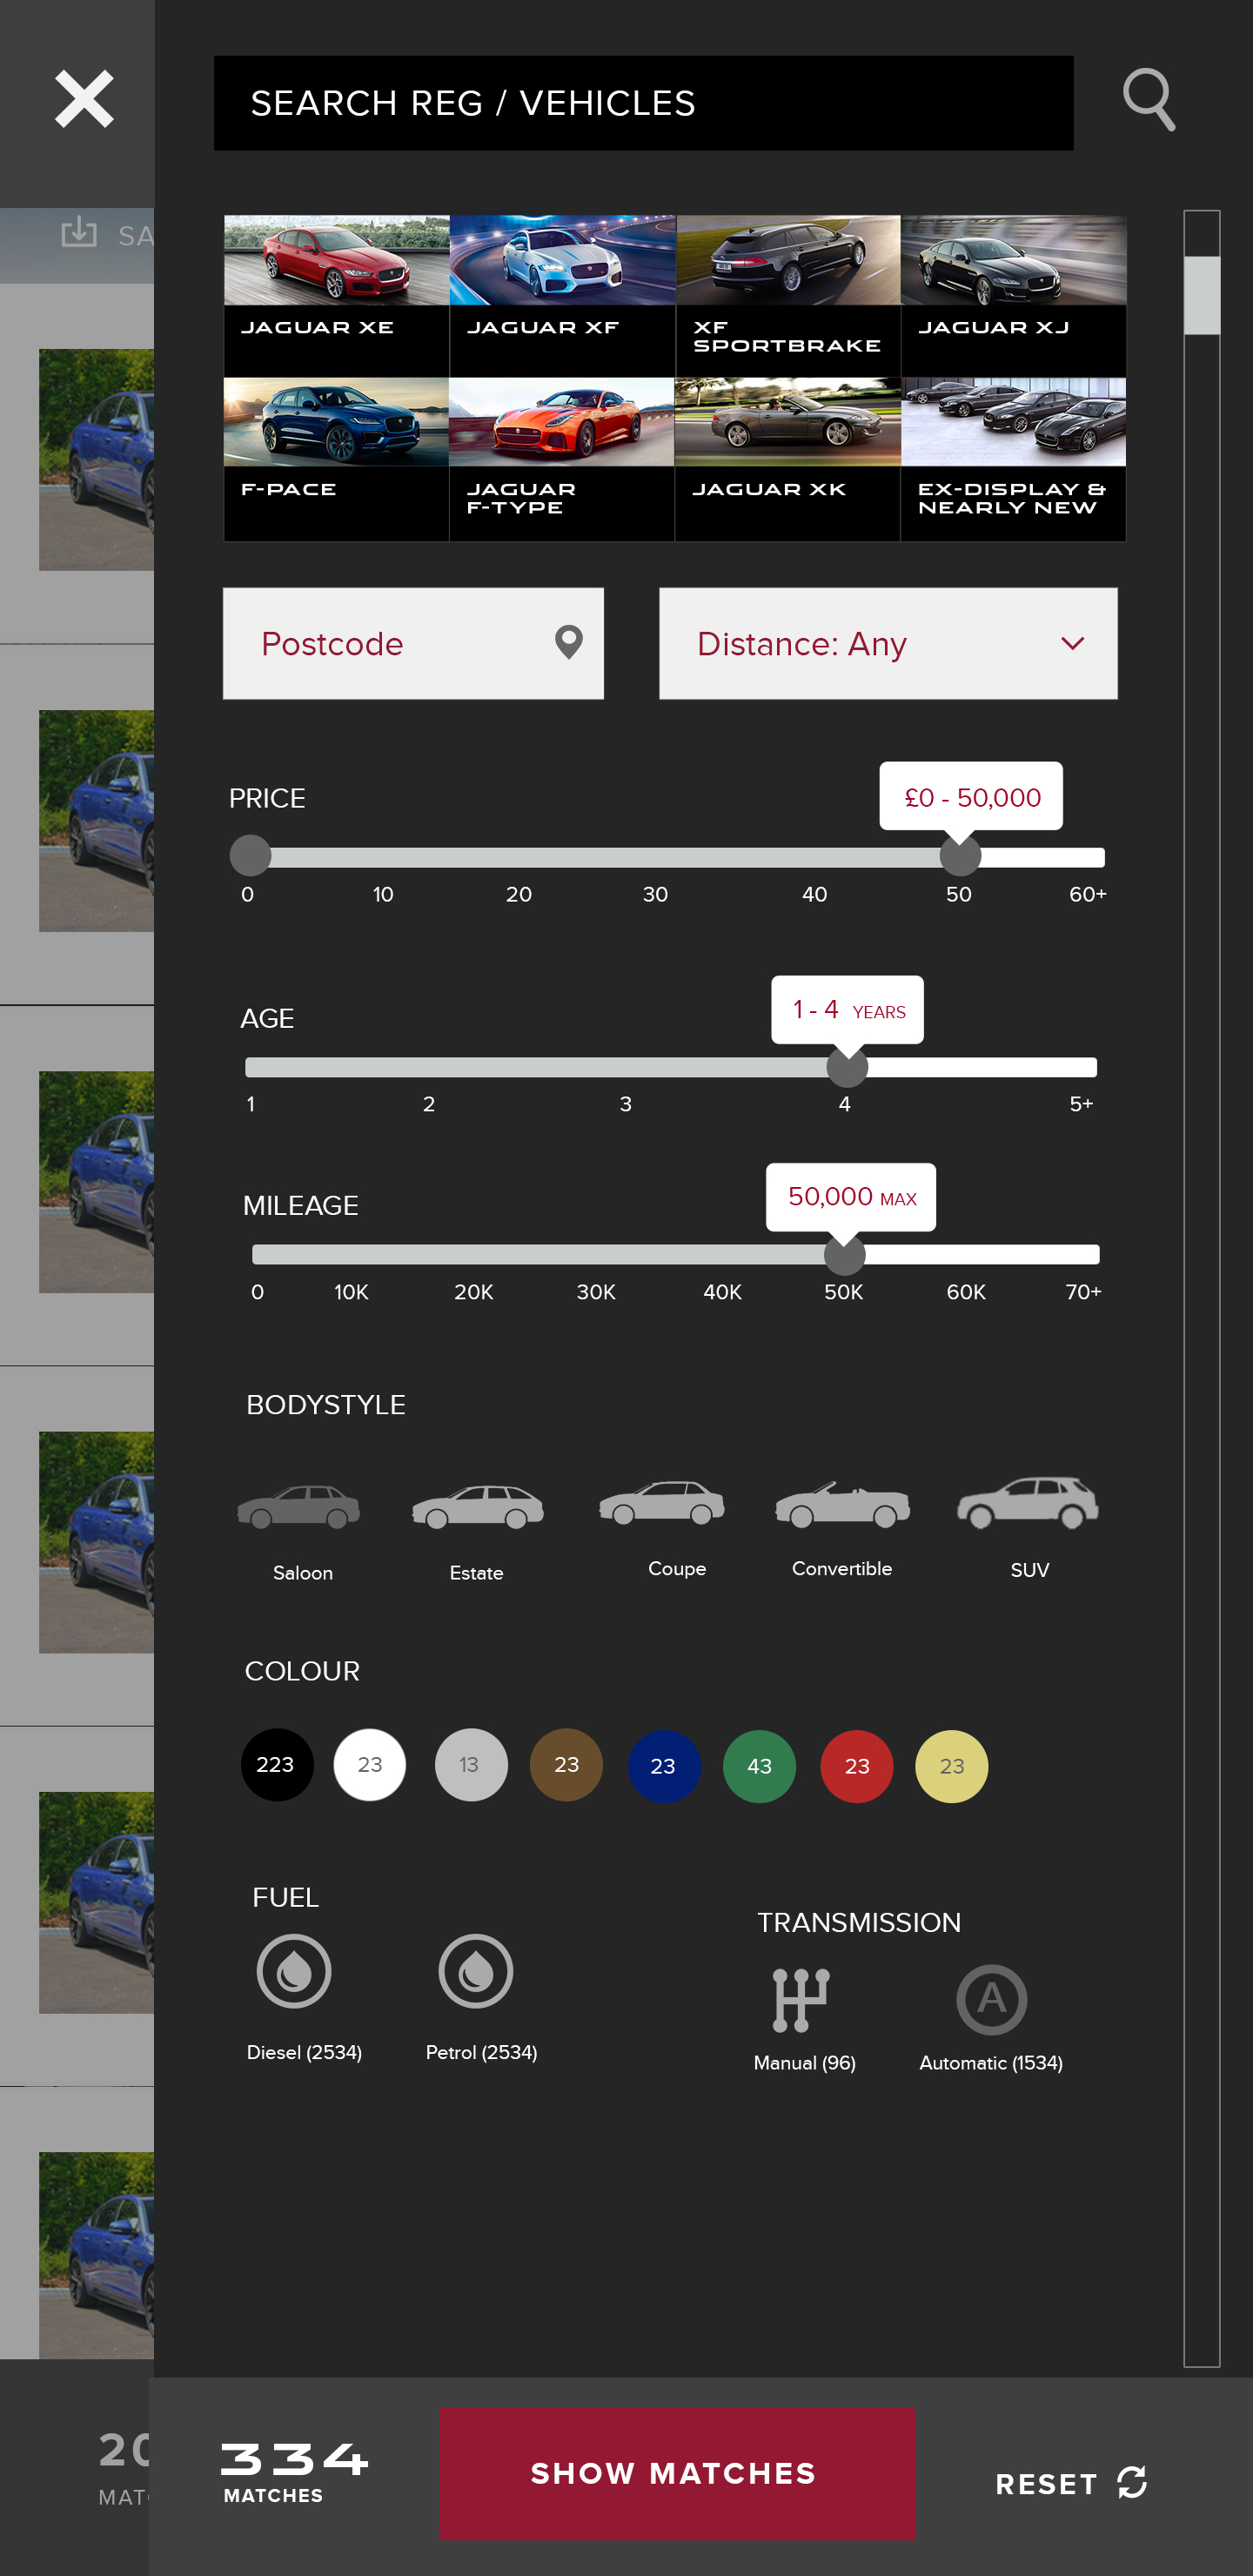 SEARCH REG / VEHICLES
SA
JAGUAR XE
JAGUAR XF
XF
SPORTBRAKE
JAGUAR XJ
F-PACE
JAGUAR
F-TYPE
JAGUAR XK
EX-DISPLAY &
NEARLY NEW
Postcode
Distance: Any
PRICE
£0 - 50,000
0 10 20 30 40 50 60+
AGE
1 - 4 YEARS
1 2 3 4 5+
MILEAGE
50,000 MAX
0 10K 20K 30K 40K 50K 60K 70+
BODYSTYLE
Saloon Estate Coupe Convertible SUV
COLOUR
223 23 13 23 23 43 23 23
FUEL
Diesel (2534) Petrol (2534)
TRANSMISSION
A
Manual (96) Automatic (1534)
20
MATC
334
MATCHES
SHOW MATCHES
RESET